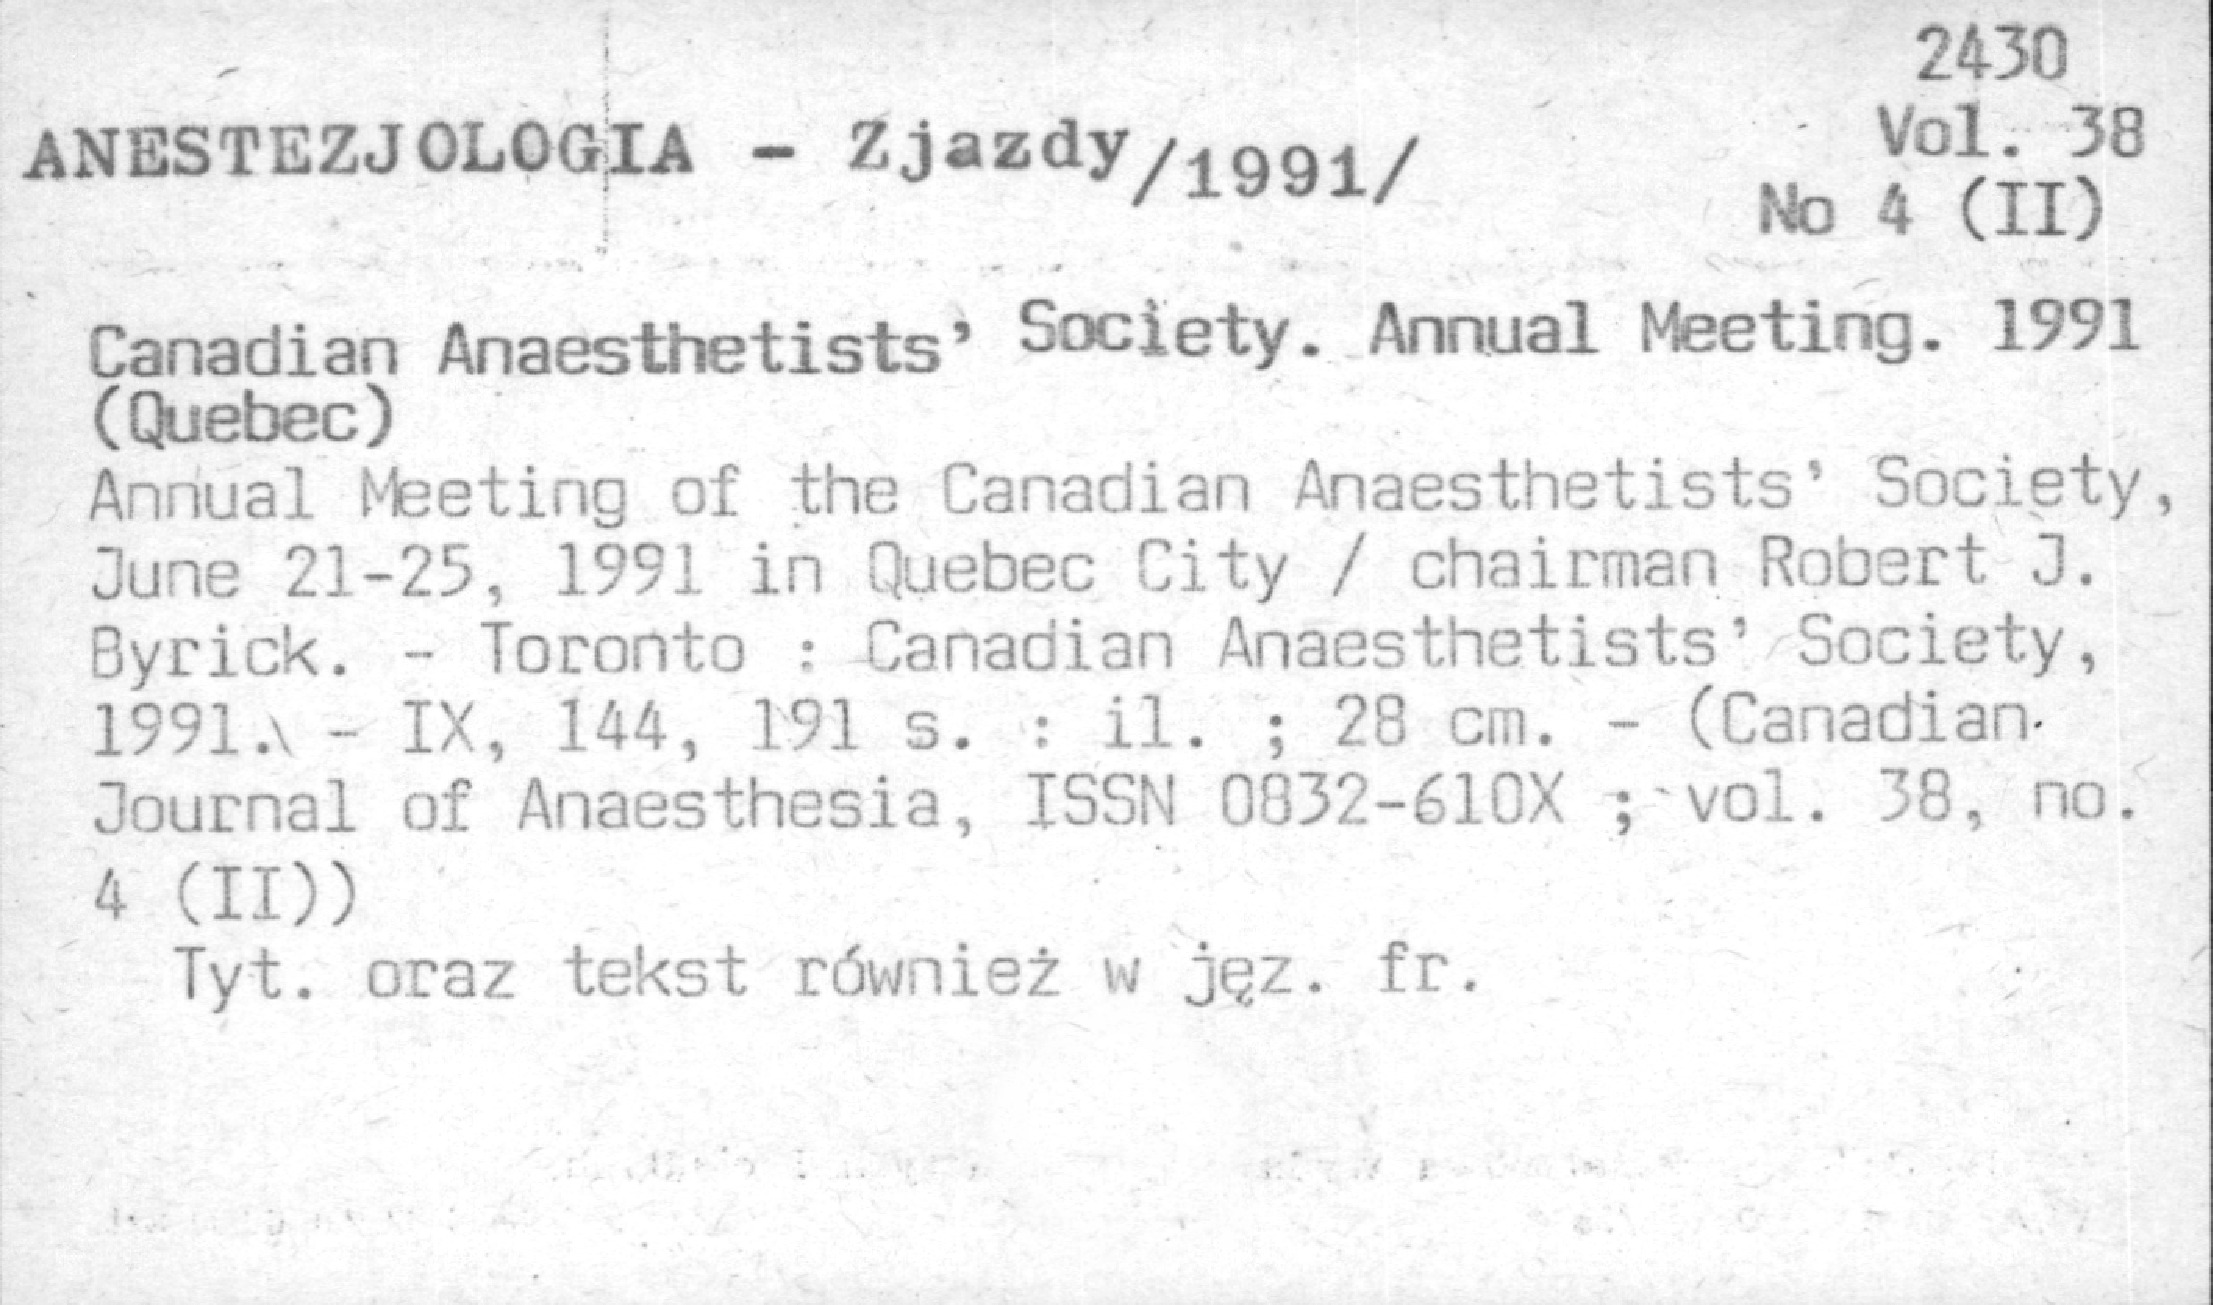 2430
Vol. 38
ANESTEZJOLOGIA - Zjazdy/1991/
No 4 (II)
Canadian Anaesthetists' Society. Annual Meeting. 1991
(Quebec)
Annual Meeting of the Canadian Anaesthetists' Society,
June 21-25, 1991 in Quebec City / chairman Robert J.
Byrick. - Toronto : Canadian Anaesthetists' Society,
1991. - IX, 144, 191 s. : il. ; 28 cm. - (Canadian
Journal of Anaesthesia, ISSN 0832-610X ; vol. 38, no.
4 (II))
Tyt. oraz tekst również w jęz. fr.